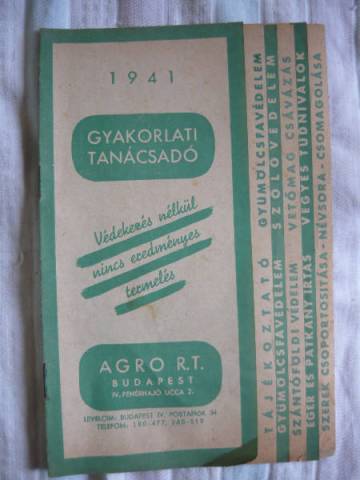 1941
GYAKORLATI
TANÁCSADÓ
Védekezés nélkül
nincs eredményes
termelés
AGRO R.T.
BUDAPEST
IV. FEHÉRHAJÓ UCCA 2.
LEVÉLCÍM: BUDAPEST IV. POSTAFIÓK 34
TELEFÓN: 180-477, 380-519
TÁJÉKOZTATÓ GYÜMÖLCSFAVÉDELEM
GYÜMÖLCSFAVÉDELEM SZŐLŐVÉDELEM
SZÁNTÓFÖLDI VÉDELEM VETŐMAG CSÁVÁZÁS
EGÉR ÉS PATKÁNYIRTÁS VEGYES TUDNIVALÓK
SZEREK CSOPORTOSÍTÁSA - NÉVSORA - CSOMAGOLÁSA